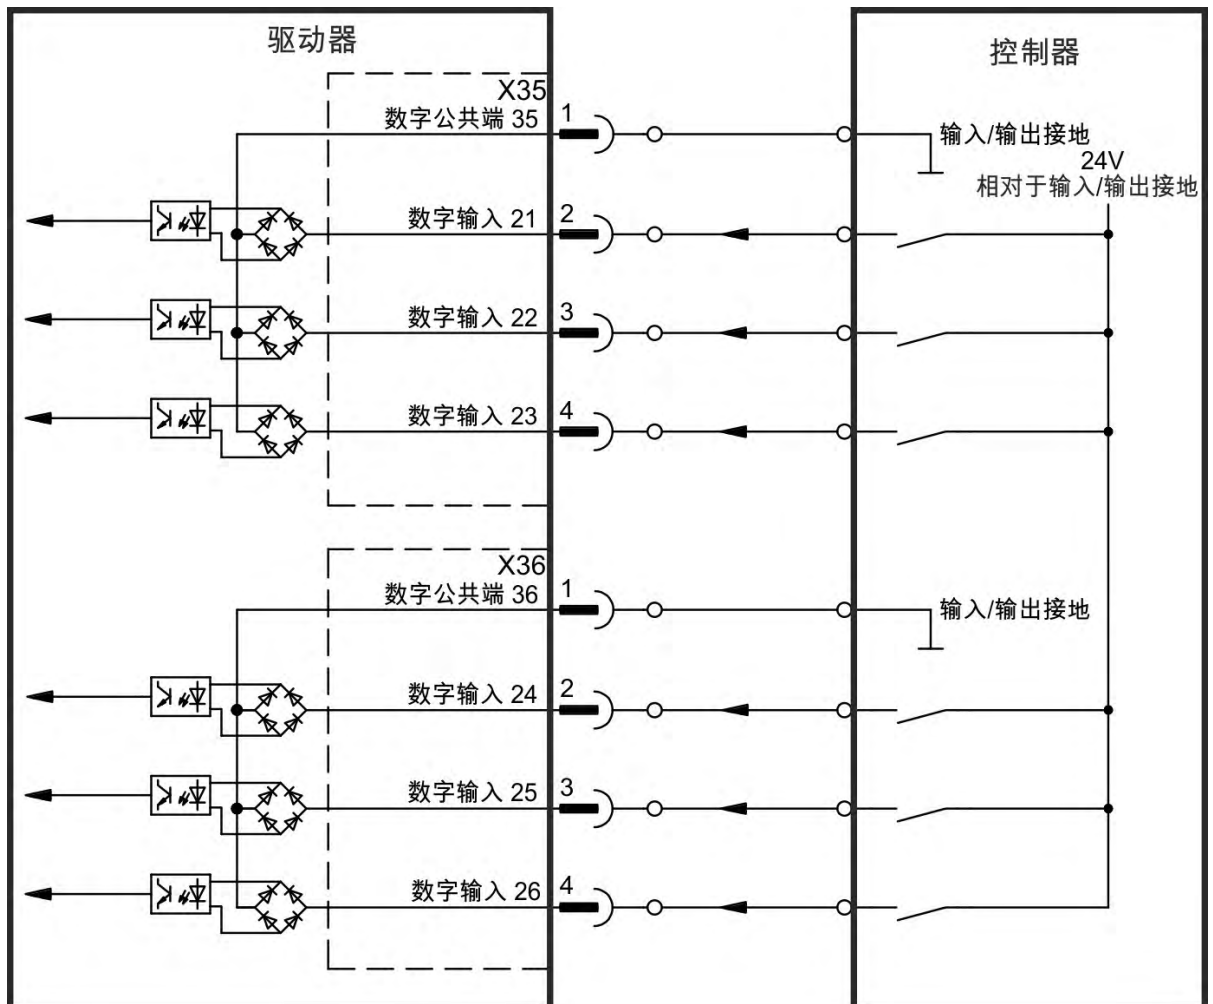 驱动器
控制器
X35
数字公共端 35
1
输入/输出接地
24V
相对于输入/输出接地
数字输入 21
2
数字输入 22
3
数字输入 23
4
X36
数字公共端 36
1
输入/输出接地
数字输入 24
2
数字输入 25
3
数字输入 26
4